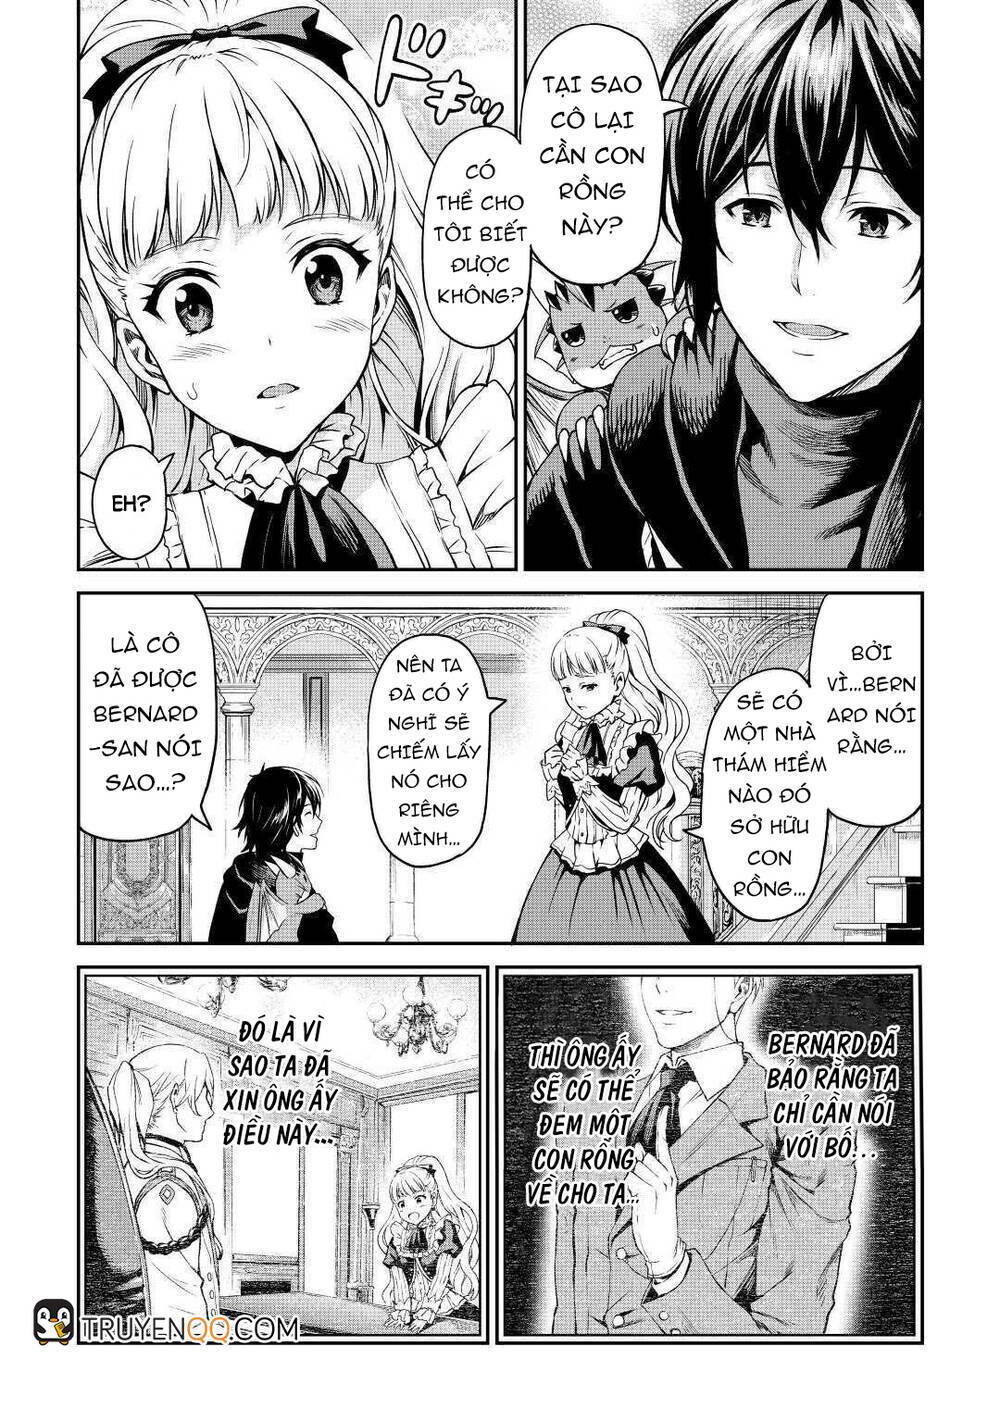 TẠI SAO
CÔ LẠI
CẦN CON
RỒNG
NÀY?
CÓ
THỂ CHO
TÔI BIẾT
ĐƯỢC
KHÔNG?
ドキ...
EH?
BỞI
VÌ...BERN
ARD NÓI
RẰNG...
SẼ CÓ
MỘT NHÀ
THÁM HIỂM
NÀO ĐÓ
SỞ HỮU
CON
RỒNG...
NÊN TA
ĐÃ CÓ Ý
NGHĨ SẼ
CHIẾM LẤY
NÓ CHO
RIÊNG
MÌNH...
LÀ CÔ
ĐÃ ĐƯỢC
BERNARD
-SAN NÓI
SAO...?
BERNARD ĐÃ
BẢO RẰNG TA
CHỈ CẦN NÓI
VỚI BỐ...
THÌ ÔNG ẤY
SẼ CÓ THỂ
ĐEM MỘT
CON RỒNG
VỀ CHO TA...
ĐÓ LÀ VÌ
SAO TA ĐÃ
XIN ÔNG ẤY
ĐIỀU NÀY...
TRUYENQQ.COM